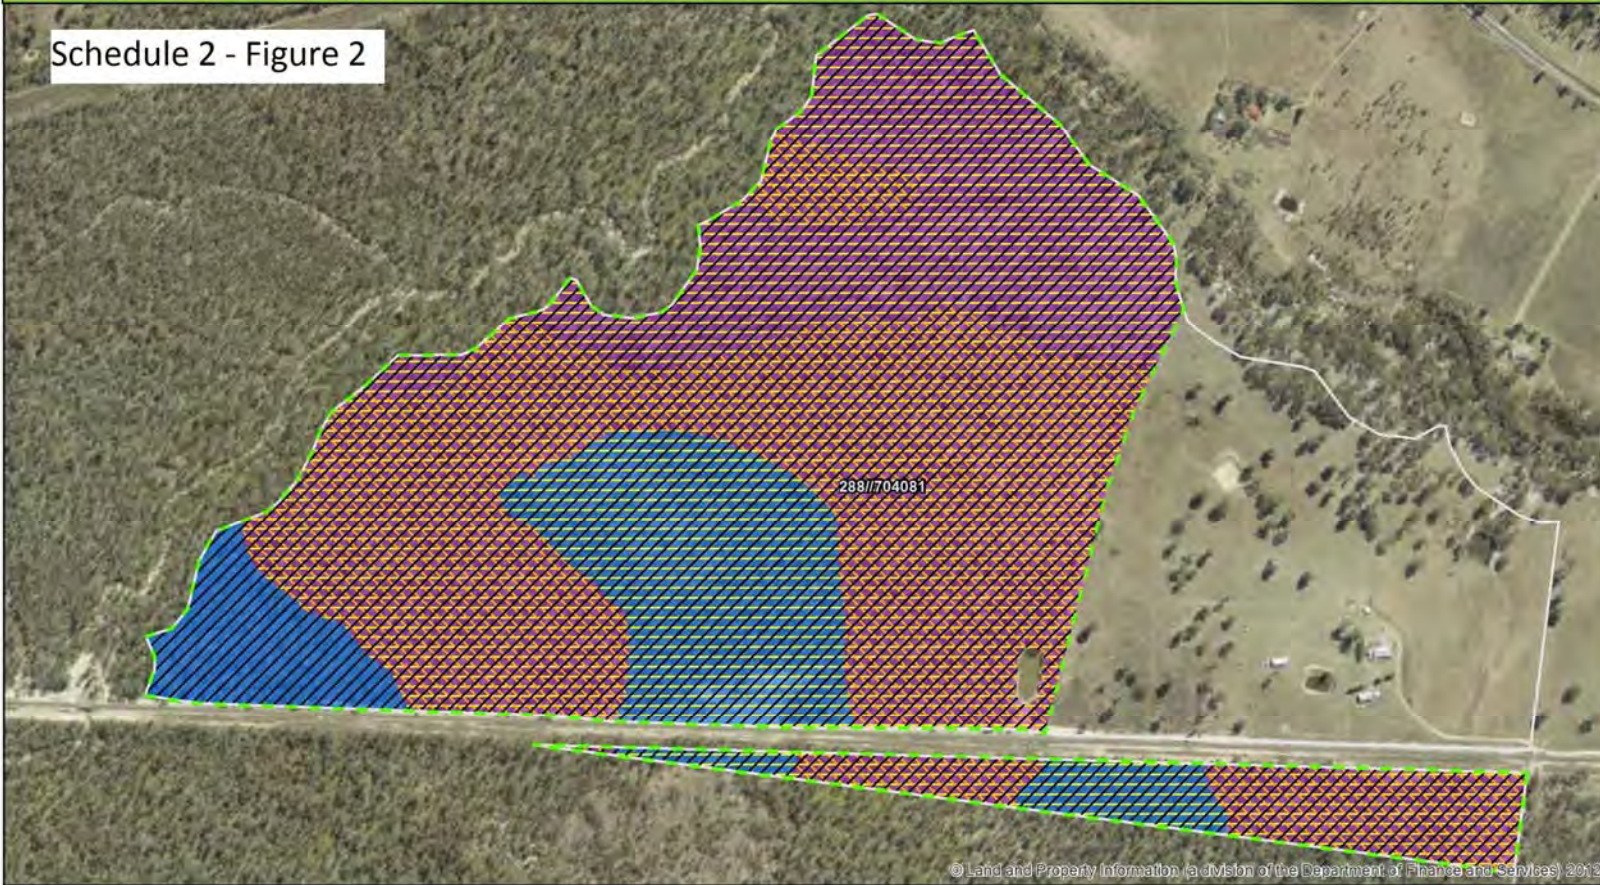 Schedule 2 - Figure 2
288//704081
© Land and Property Information (a division of the Department of Finance and Services) 2012